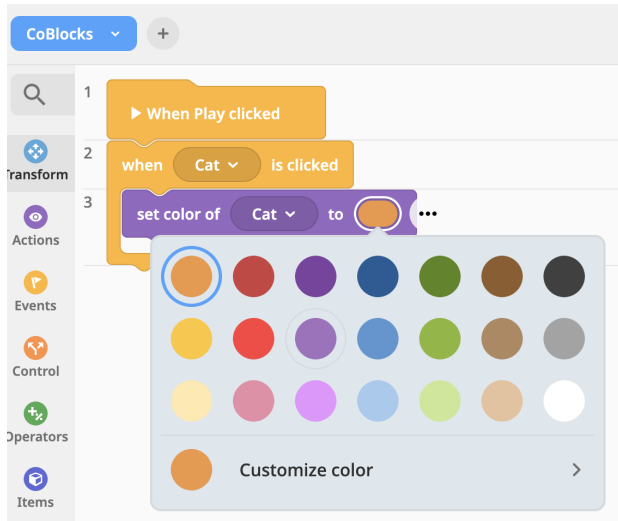 CoBlocks
+
1
When Play clicked
2
when Cat is clicked
3
set color of Cat to
Transform
Actions
Events
Control
Operators
Items
Customize color